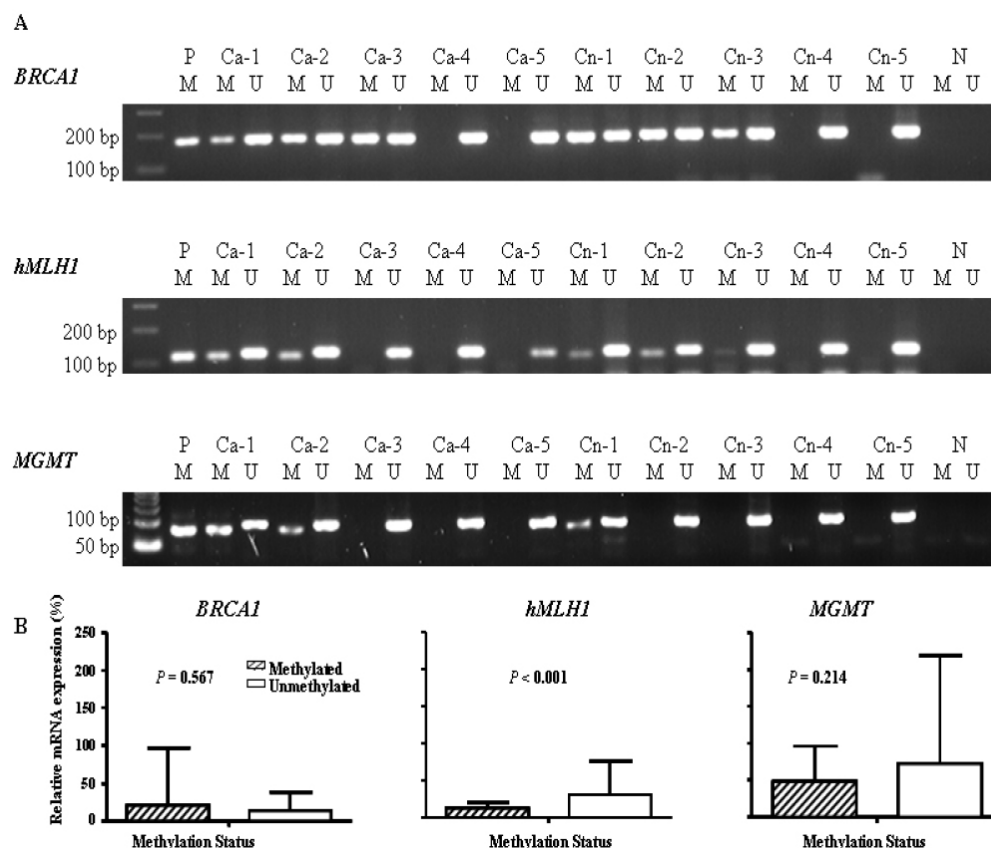 A
P Ca-1 Ca-2 Ca-3 Ca-4 Ca-5 Cn-1 Cn-2 Cn-3 Cn-4 Cn-5 N
BRCA1
M M U M U M U M U M U M U M U M U M U M U M U
200 bp
100 bp
P Ca-1 Ca-2 Ca-3 Ca-4 Ca-5 Cn-1 Cn-2 Cn-3 Cn-4 Cn-5 N
hMLH1
M M U M U M U M U M U M U M U M U M U M U M U
200 bp
100 bp
P Ca-1 Ca-2 Ca-3 Ca-4 Ca-5 Cn-1 Cn-2 Cn-3 Cn-4 Cn-5 N
MGMT
M M U M U M U M U M U M U M U M U M U M U M U
100 bp
50 bp
B
BRCA1 hMLH1 MGMT
Relative mRNA expression (%)
250
200
150
100
50
0
P = 0.567
Methylated
Unmethylated
P < 0.001
P = 0.214
Methylation Status Methylation Status Methylation Status